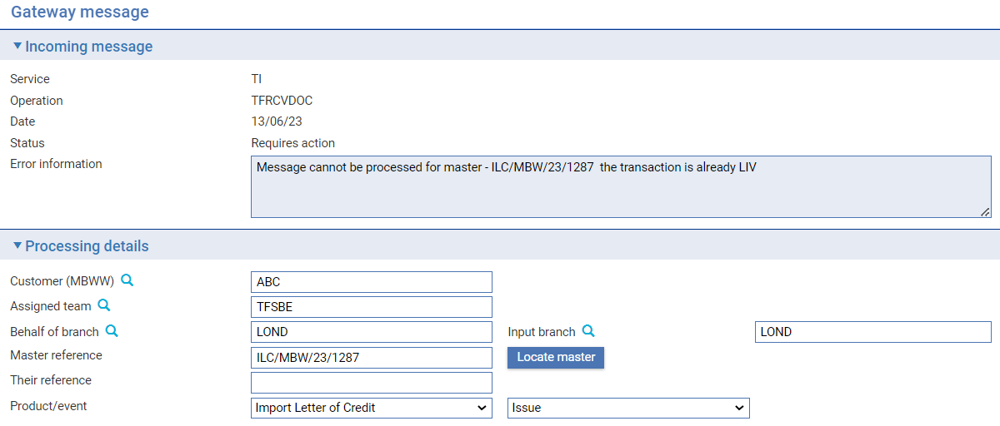 Gateway message
Incoming message
Service TI
Operation TFRCVDOC
Date 13/06/23
Status Requires action
Error information Message cannot be processed for master - ILC/MBW/23/1287  the transaction is already LIV
Processing details
Customer (MBWW) ABC
Assigned team TFSBE
Behalf of branch LOND Input branch LOND
Master reference ILC/MBW/23/1287 Locate master
Their reference
Product/event Import Letter of Credit Issue